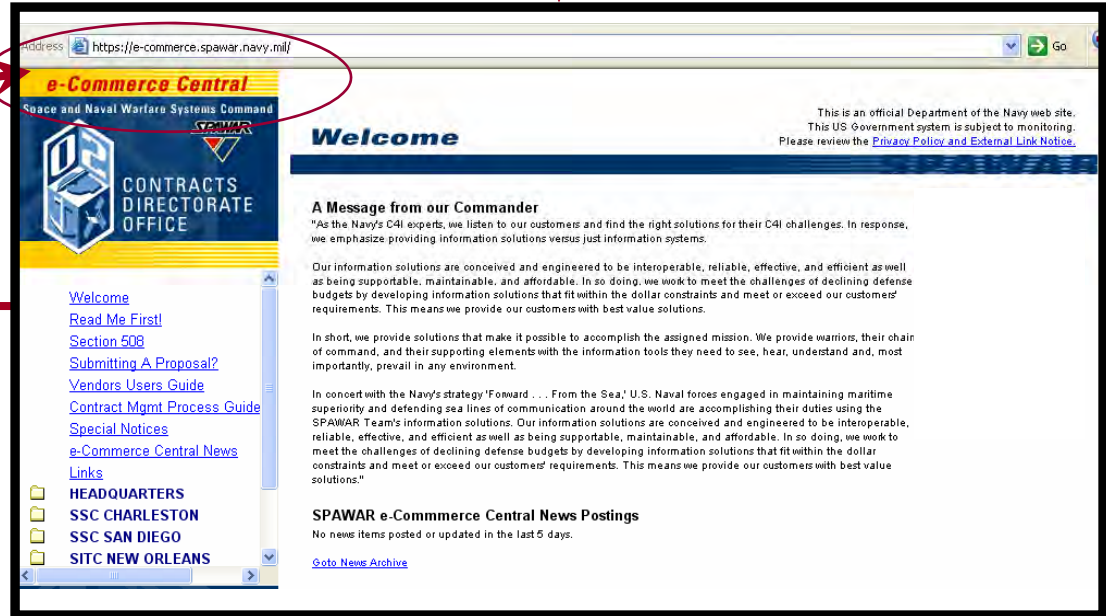 Address https://e-commerce.spawar.navy.mil/ Go
e-Commerce Central
Space and Naval Warfare Systems Command
SPAWAR
02
CONTRACTS
DIRECTORATE
OFFICE
Welcome
Read Me First!
Section 508
Submitting A Proposal?
Vendors Users Guide
Contract Mgmt Process Guide
Special Notices
e-Commerce Central News
Links
HEADQUARTERS
SSC CHARLESTON
SSC SAN DIEGO
SITC NEW ORLEANS
Welcome
This is an official Department of the Navy web site.
This US Government system is subject to monitoring.
Please review the Privacy Policy and External Link Notice.
SPAWAR
A Message from our Commander
"As the Navy's C4I experts, we listen to our customers and find the right solutions for their C4I challenges. In response,
we emphasize providing information solutions versus just information systems.
Our information solutions are conceived and engineered to be interoperable, reliable, effective, and efficient as well
as being supportable, maintainable, and affordable. In so doing, we work to meet the challenges of declining defense
budgets by developing information solutions that fit within the dollar constraints and meet or exceed our customers'
requirements. This means we provide our customers with best value solutions.
In short, we provide solutions that make it possible to accomplish the assigned mission. We provide warriors, their chain
of command, and their supporting elements with the information tools they need to see, hear, understand and, most
importantly, prevail in any environment.
In concert with the Navy's strategy 'Forward . . . From the Sea,' U.S. Naval forces engaged in maintaining maritime
superiority and defending sea lines of communication around the world are accomplishing their duties using the
SPAWAR Team's information solutions. Our information solutions are conceived and engineered to be interoperable,
reliable, effective, and efficient as well as being supportable, maintainable, and affordable. In so doing, we work to
meet the challenges of declining defense budgets by developing information solutions that fit within the dollar
constraints and meet or exceed our customers' requirements. This means we provide our customers with best value
solutions."
SPAWAR e-Commmerce Central News Postings
No news items posted or updated in the last 5 days.
Goto News Archive